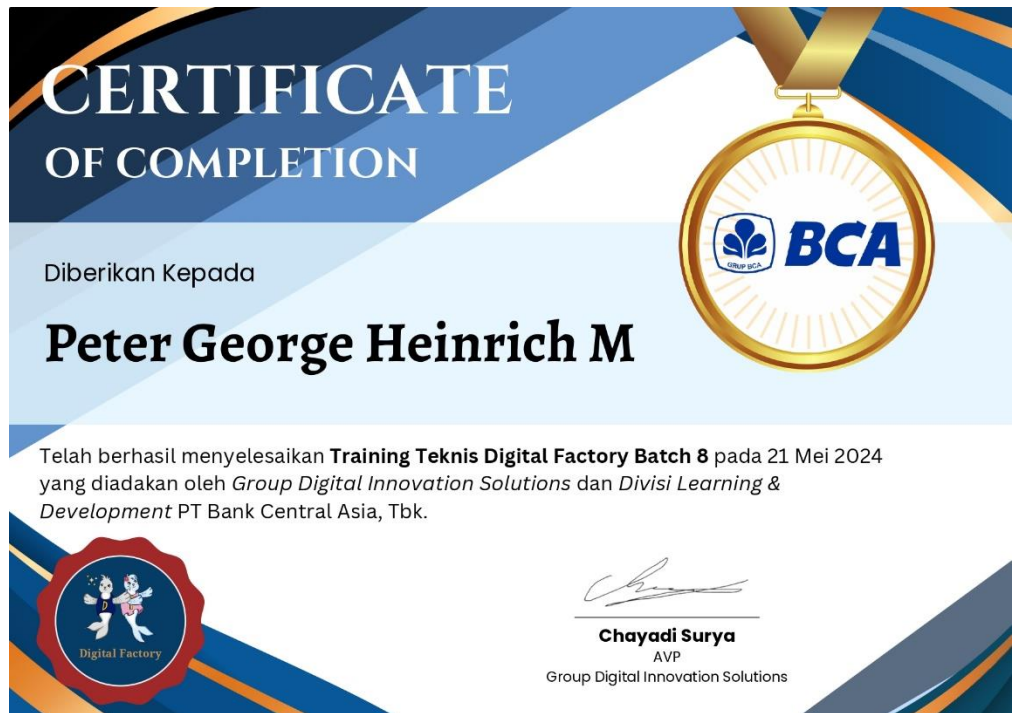 CERTIFICATE
OF COMPLETION
GRUP BCA
BCA
Diberikan Kepada
Peter George Heinrich M
Telah berhasil menyelesaikan Training Teknis Digital Factory Batch 8 pada 21 Mei 2024
yang diadakan oleh Group Digital Innovation Solutions dan Divisi Learning &
Development PT Bank Central Asia, Tbk.
D
Digital Factory
Chayadi Surya
AVP
Group Digital Innovation Solutions